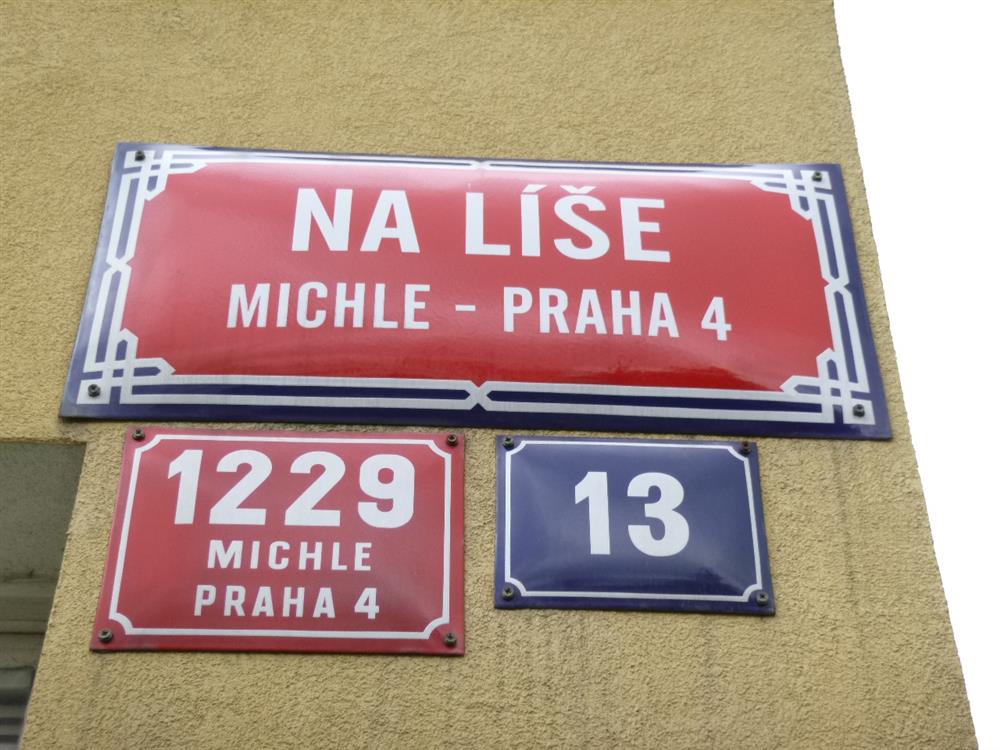 NA LÍŠE
MICHLE - PRAHA 4
1229
MICHLE
PRAHA 4
13